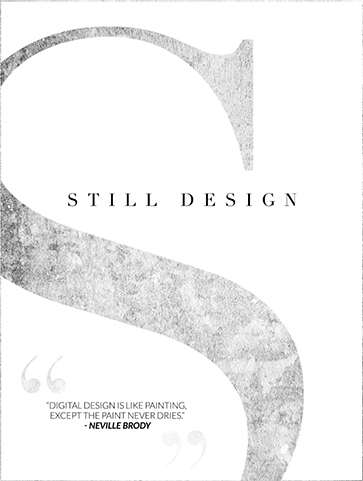 S
STILL DESIGN
“
“DIGITAL DESIGN IS LIKE PAINTING,
EXCEPT THE PAINT NEVER DRIES.”
- NEVILLE BRODY
”